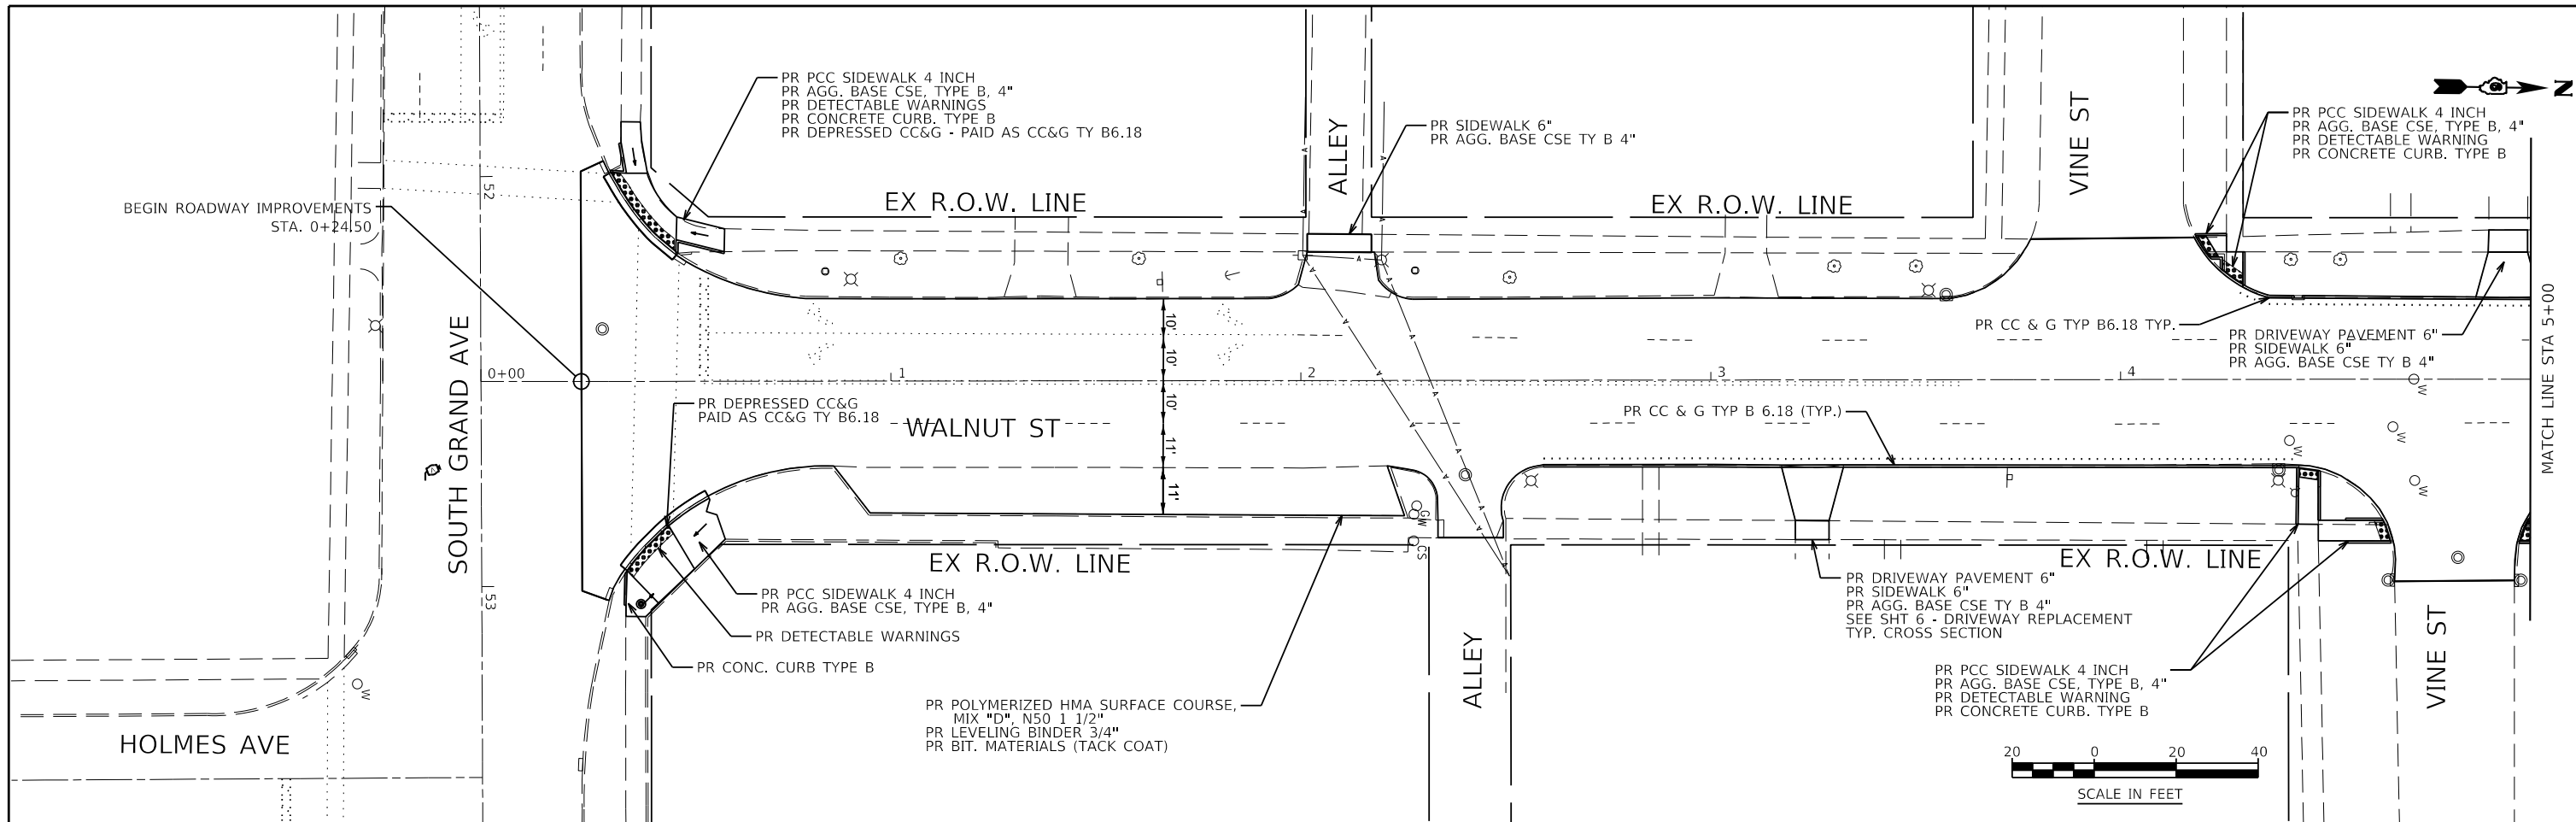 PR PCC SIDEWALK 4 INCH
PR AGG. BASE CSE, TYPE B, 4"
PR DETECTABLE WARNINGS
PR CONCRETE CURB. TYPE B
PR DEPRESSED CC&G - PAID AS CC&G TY B6.18
ALLEY
PR SIDEWALK 6"
PR AGG. BASE CSE TY B 4"
VINE ST
N
PR PCC SIDEWALK 4 INCH
PR AGG. BASE CSE, TYPE B, 4"
PR DETECTABLE WARNING
PR CONCRETE CURB. TYPE B
52
BEGIN ROADWAY IMPROVEMENTS
STA. 0+24.50
EX R.O.W. LINE
EX R.O.W. LINE
MATCH LINE STA 5+00
PR CC & G TYP B6.18 TYP.
PR DRIVEWAY PAVEMENT 6"
PR SIDEWALK 6"
PR AGG. BASE CSE TY B 4"
10'
10'
10'
11'
11'
SOUTH GRAND AVE
0+00
1
2
3
4
W
PR DEPRESSED CC&G
PAID AS CC&G TY B6.18
WALNUT ST
PR CC & G TYP B 6.18 (TYP.)
W
W
W
GW
CS
53
EX R.O.W. LINE
EX R.O.W. LINE
PR PCC SIDEWALK 4 INCH
PR AGG. BASE CSE, TYPE B, 4"
PR DETECTABLE WARNINGS
PR CONC. CURB TYPE B
PR DRIVEWAY PAVEMENT 6"
PR SIDEWALK 6"
PR AGG. BASE CSE TY B 4"
SEE SHT 6 - DRIVEWAY REPLACEMENT
TYP. CROSS SECTION
ALLEY
VINE ST
W
PR PCC SIDEWALK 4 INCH
PR AGG. BASE CSE, TYPE B, 4"
PR DETECTABLE WARNING
PR CONCRETE CURB. TYPE B
PR POLYMERIZED HMA SURFACE COURSE,
MIX "D", N50 1 1/2"
PR LEVELING BINDER 3/4"
PR BIT. MATERIALS (TACK COAT)
HOLMES AVE
20 0 20 40
SCALE IN FEET